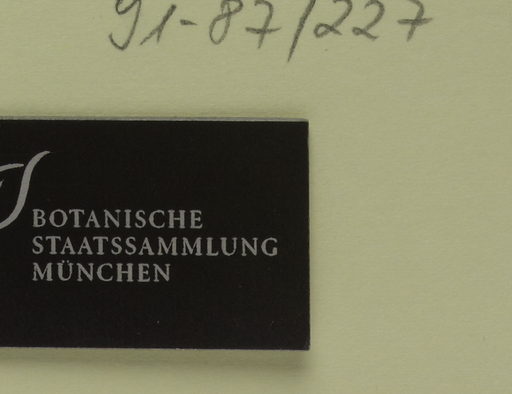 91-87/227
BOTANISCHE
STAATSSAMMLUNG
MÜNCHEN